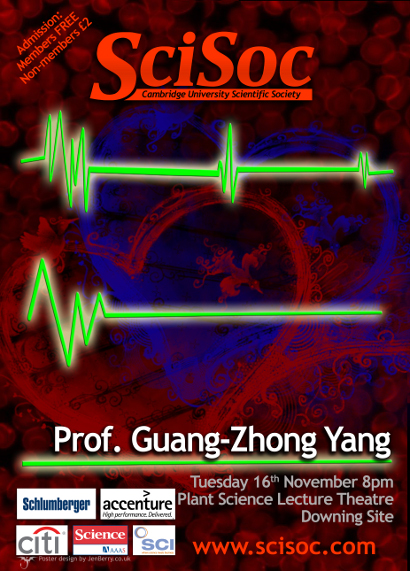 Admission:
Members FREE
Non-members £2
SciSoc
Cambridge University Scientific Society
Prof. Guang-Zhong Yang
Tuesday 16th November 8pm
Plant Science Lecture Theatre
Downing Site
Schlumberger
accenture
High performance. Delivered.
citi
Science
AAAS
SCI
www.scisoc.com
Poster design by JenBerry.co.uk